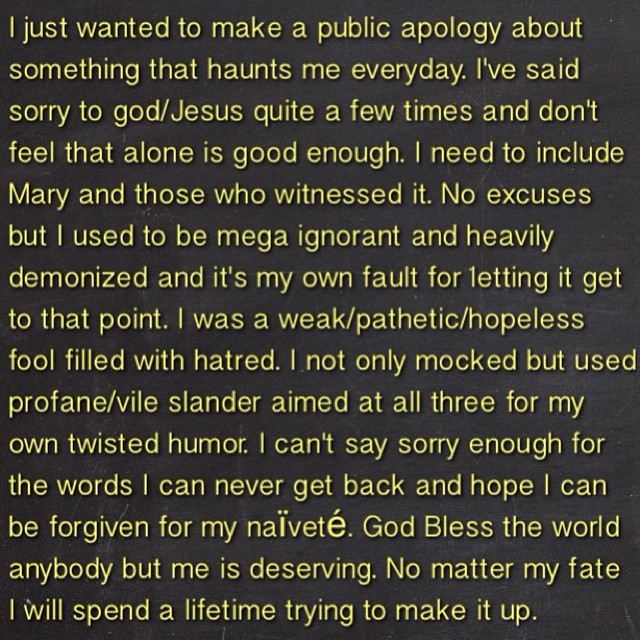 I just wanted to make a public apology about
something that haunts me everyday. I've said
sorry to god/Jesus quite a few times and don't
feel that alone is good enough. I need to include
Mary and those who witnessed it. No excuses
but I used to be mega ignorant and heavily
demonized and it's my own fault for letting it get
to that point. I was a weak/pathetic/hopeless
fool filled with hatred. I not only mocked but used
profane/vile slander aimed at all three for my
own twisted humor. I can't say sorry enough for
the words I can never get back and hope I can
be forgiven for my naÏveté. God Bless the world
anybody but me is deserving. No matter my fate
I will spend a lifetime trying to make it up.